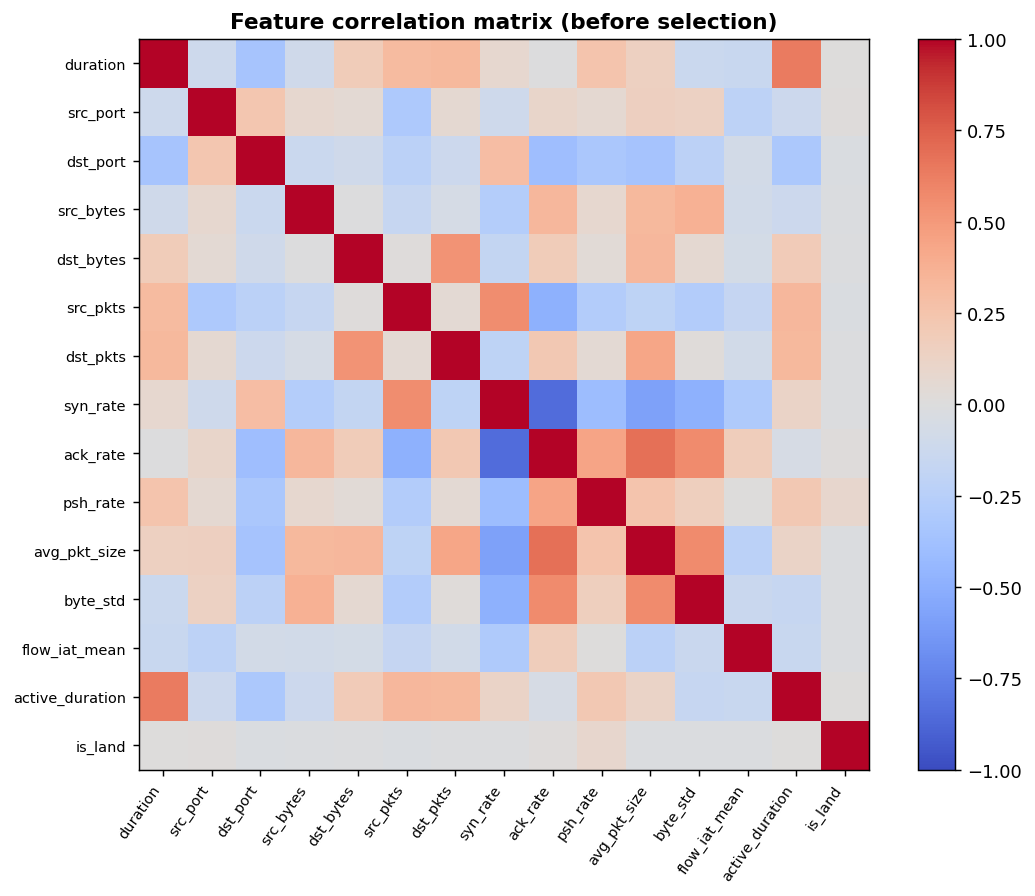 Feature correlation matrix (before selection)
duration
src_port
dst_port
src_bytes
dst_bytes
src_pkts
dst_pkts
syn_rate
ack_rate
psh_rate
avg_pkt_size
byte_std
flow_iat_mean
active_duration
is_land
duration
src_port
dst_port
src_bytes
dst_bytes
src_pkts
dst_pkts
syn_rate
ack_rate
psh_rate
avg_pkt_size
byte_std
flow_iat_mean
active_duration
is_land
1.00
0.75
0.50
0.25
0.00
−0.25
−0.50
−0.75
−1.00